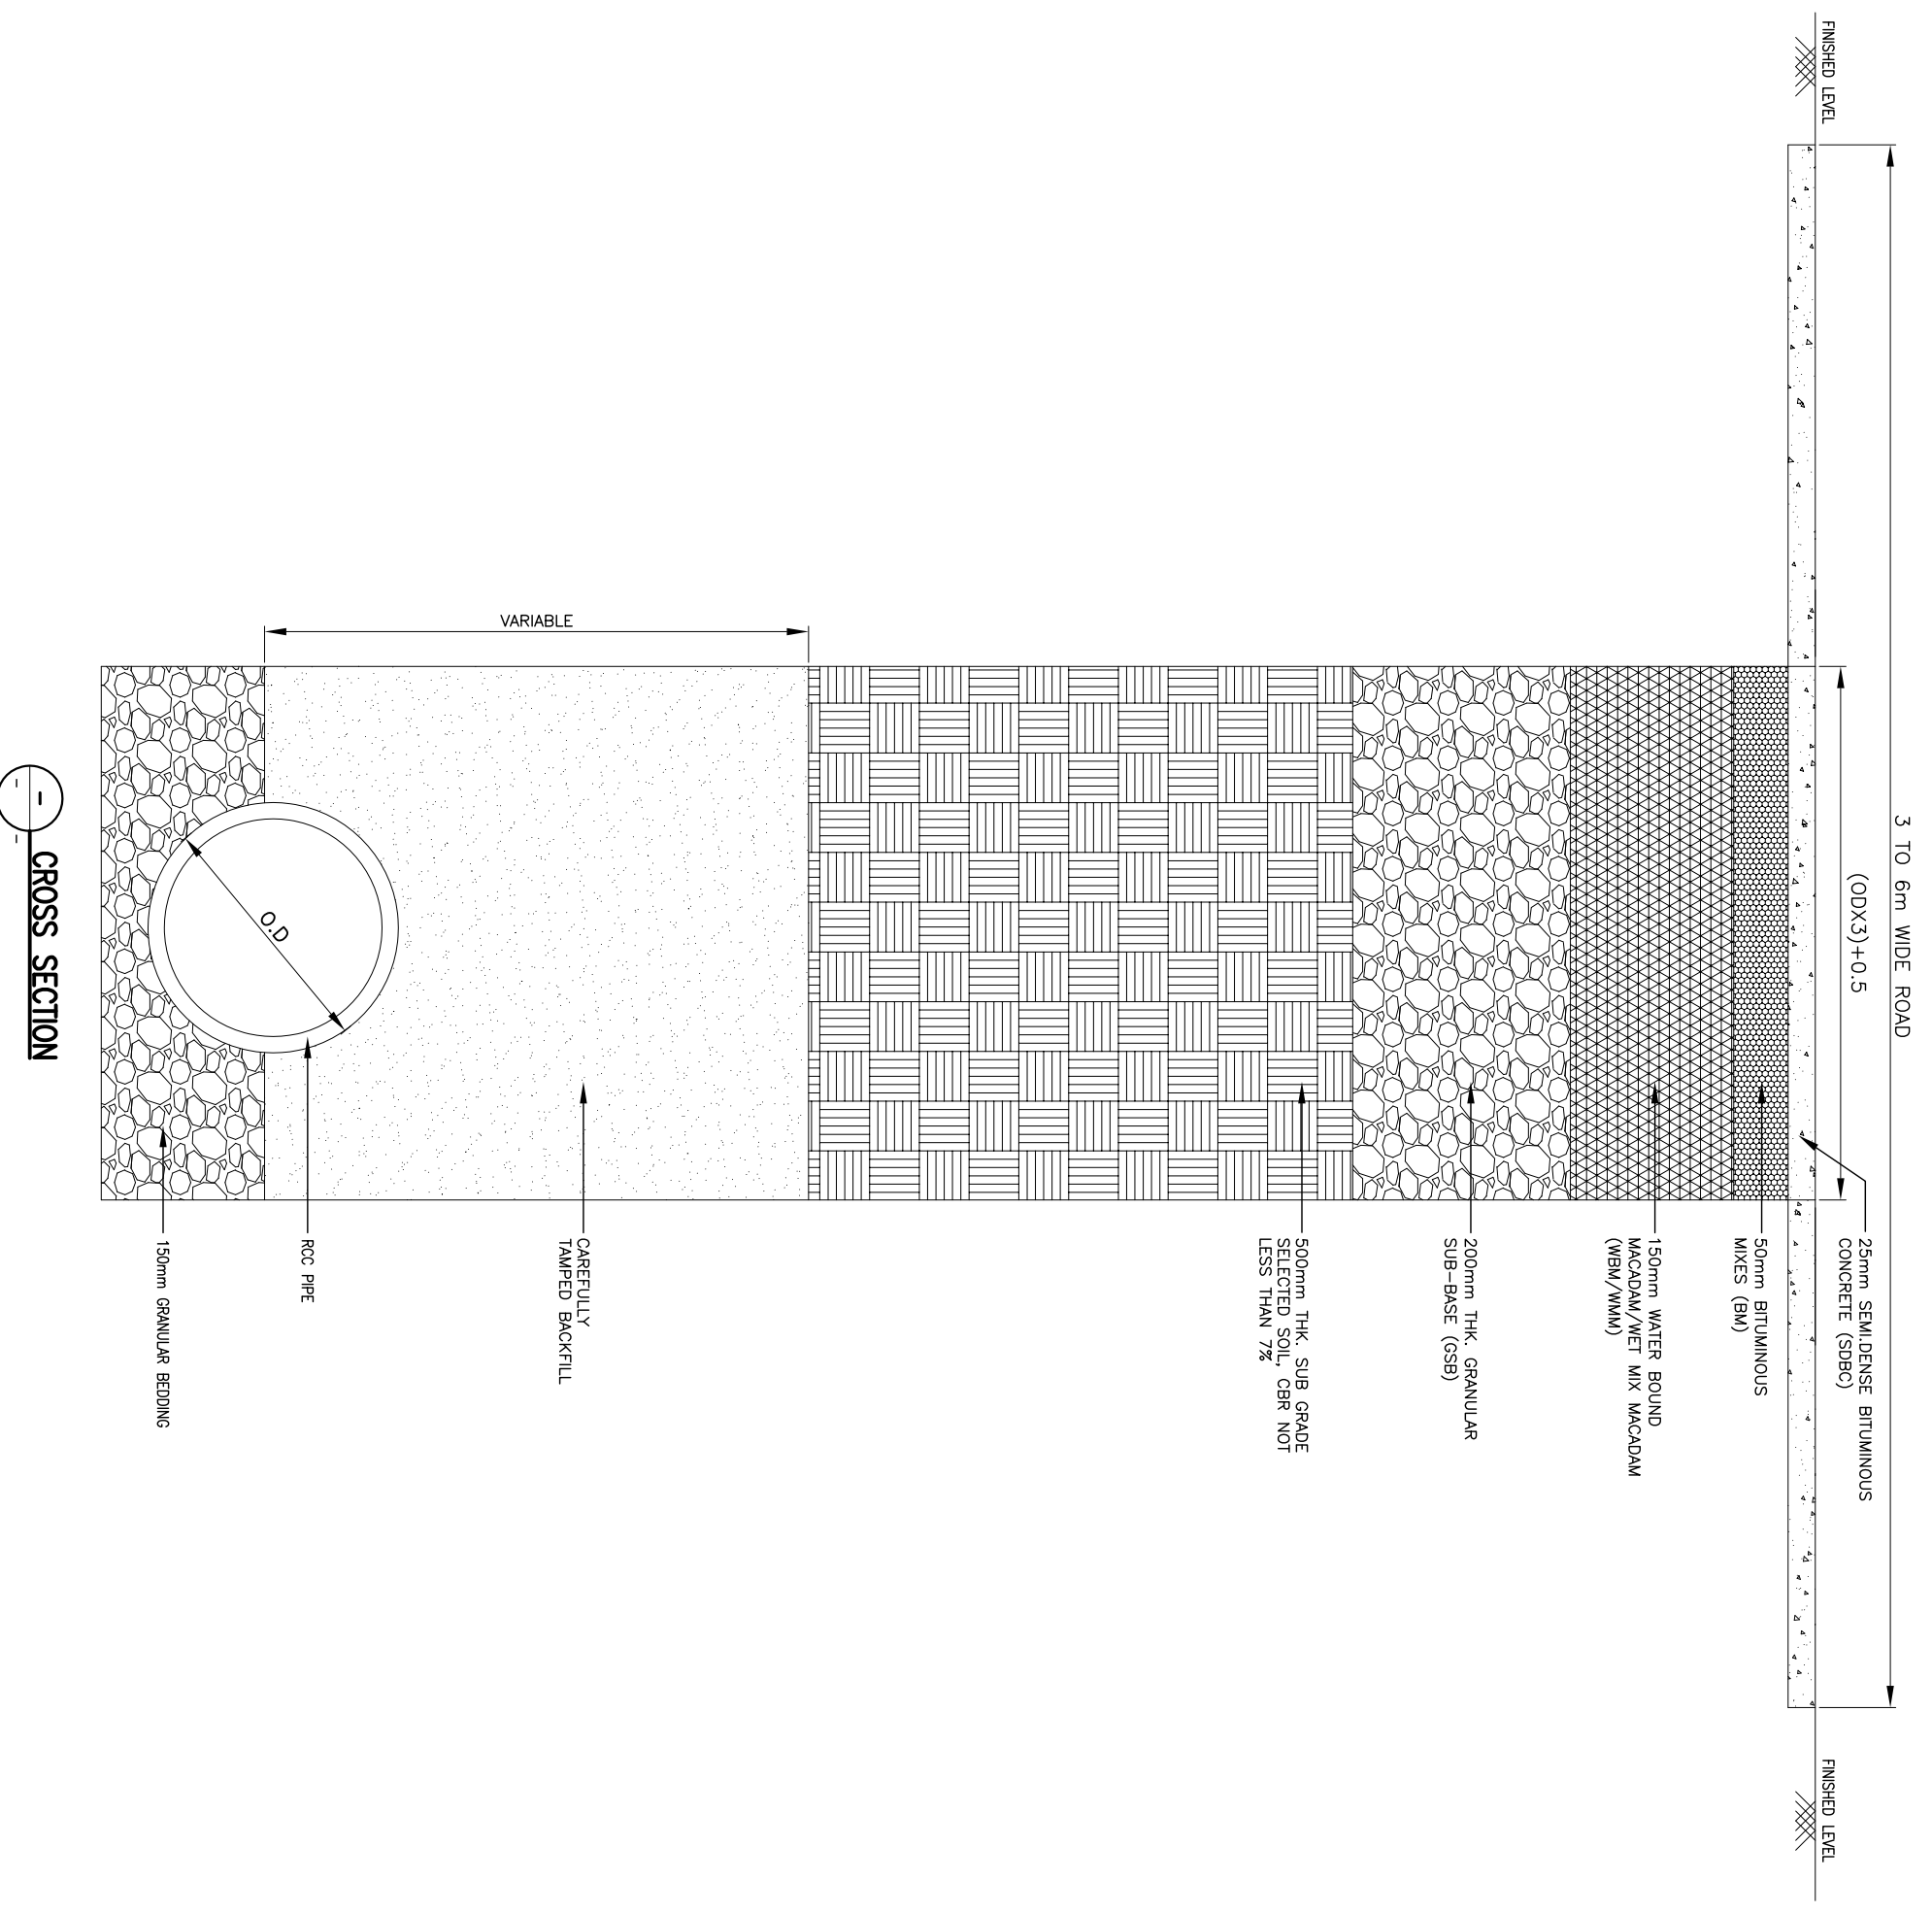 3 TO 6m WIDE ROAD
(ODX3)+0.5
FINISHED LEVEL
FINISHED LEVEL
25mm SEMI.DENSE BITUMINOUS
CONCRETE (SDBC)
50mm BITUMINOUS
MIXES (BM)
150mm WATER BOUND
MACADAM/WET MIX MACADAM
(WBM/WMM)
200mm THK. GRANULAR
SUB-BASE (GSB)
500mm THK. SUB GRADE
SELECTED SOIL, CBR NOT
LESS THAN 7%
VARIABLE
CAREFULLY
TAMPED BACKFILL
RCC PIPE
O.D
150mm GRANULAR BEDDING
-
CROSS SECTION
-
-